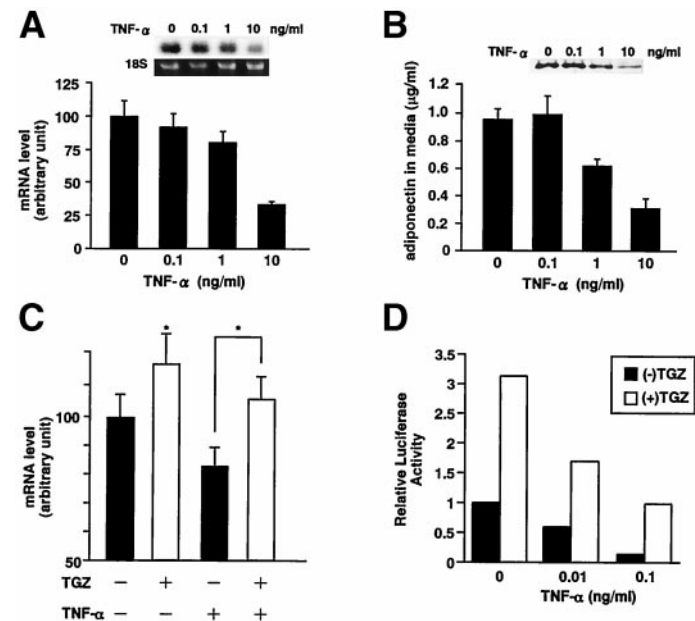 A
TNF-α 0 0.1 1 10 ng/ml
18S
125
100
75
50
25
0
mRNA level
(arbitrary unit)
0 0.1 1 10
TNF-α (ng/ml)
B
TNF-α 0 0.1 1 10 ng/ml
1.4
1.2
1.0
0.8
0.6
0.4
0.2
0
adiponectin in media (μg/ml)
0 0.1 1 10
TNF-α (ng/ml)
C
* *
100
50
mRNA level
(arbitrary unit)
TGZ − + − +
TNF-α − − + +
D
3.5
3
2.5
2
1.5
1
0.5
0
Relative Luciferase
Activity
(-)TGZ
(+)TGZ
0 0.01 0.1
TNF-α (ng/ml)